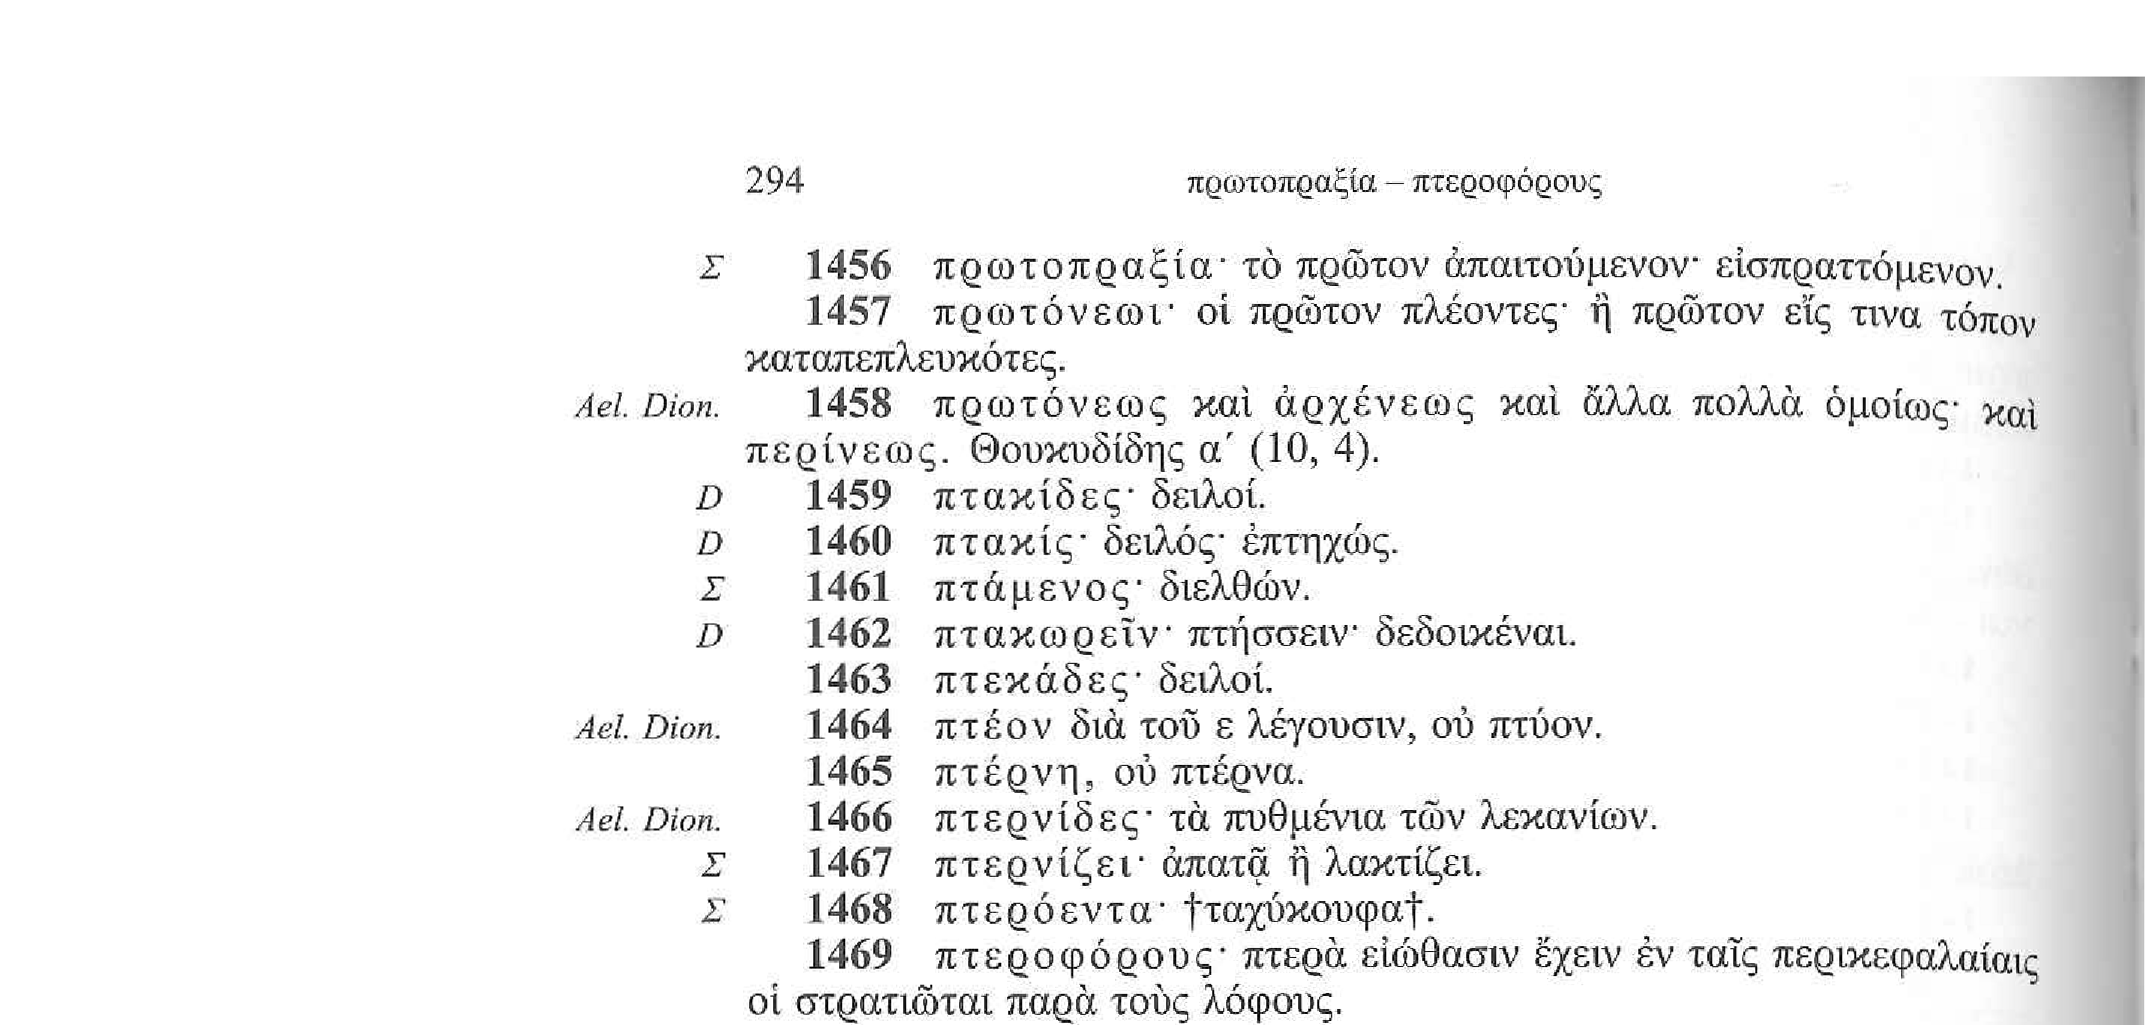 294 πρωτοπραξία – πτεροφόρους
Σ 1456 πρωτοπραξία· τὸ πρῶτον ἀπαιτούμενον· εἰσπραττόμενον.
1457 πρωτόνεωι· οἱ πρῶτον πλέοντες· ἢ πρῶτον εἴς τινα τόπον
καταπεπλευκότες.
Ael. Dion. 1458 πρωτόνεως καὶ ἀρχένεως καὶ ἄλλα πολλὰ ὁμοίως· καὶ
περίνεως. Θουκυδίδης α΄ (10, 4).
D 1459 πτακίδες· δειλοί.
D 1460 πτακίς· δειλός· ἐπτηχώς.
Σ 1461 πτάμενος· διελθών.
D 1462 πτακωρεῖν· πτήσσειν· δεδοικέναι.
1463 πτεκάδες· δειλοί.
Ael. Dion. 1464 πτέον διὰ τοῦ ε λέγουσιν, οὐ πτύον.
1465 πτέρνη, οὐ πτέρνα.
Ael. Dion. 1466 πτερνίδες· τὰ πυθμένια τῶν λεκανίων.
Σ 1467 πτερνίζει· ἀπατᾷ ἢ λακτίζει.
Σ 1468 πτερόεντα· †ταχύκουφα†.
1469 πτεροφόρους· πτερὰ εἰώθασιν ἔχειν ἐν ταῖς περικεφαλαίαις
οἱ στρατιῶται παρὰ τοὺς λόφους.